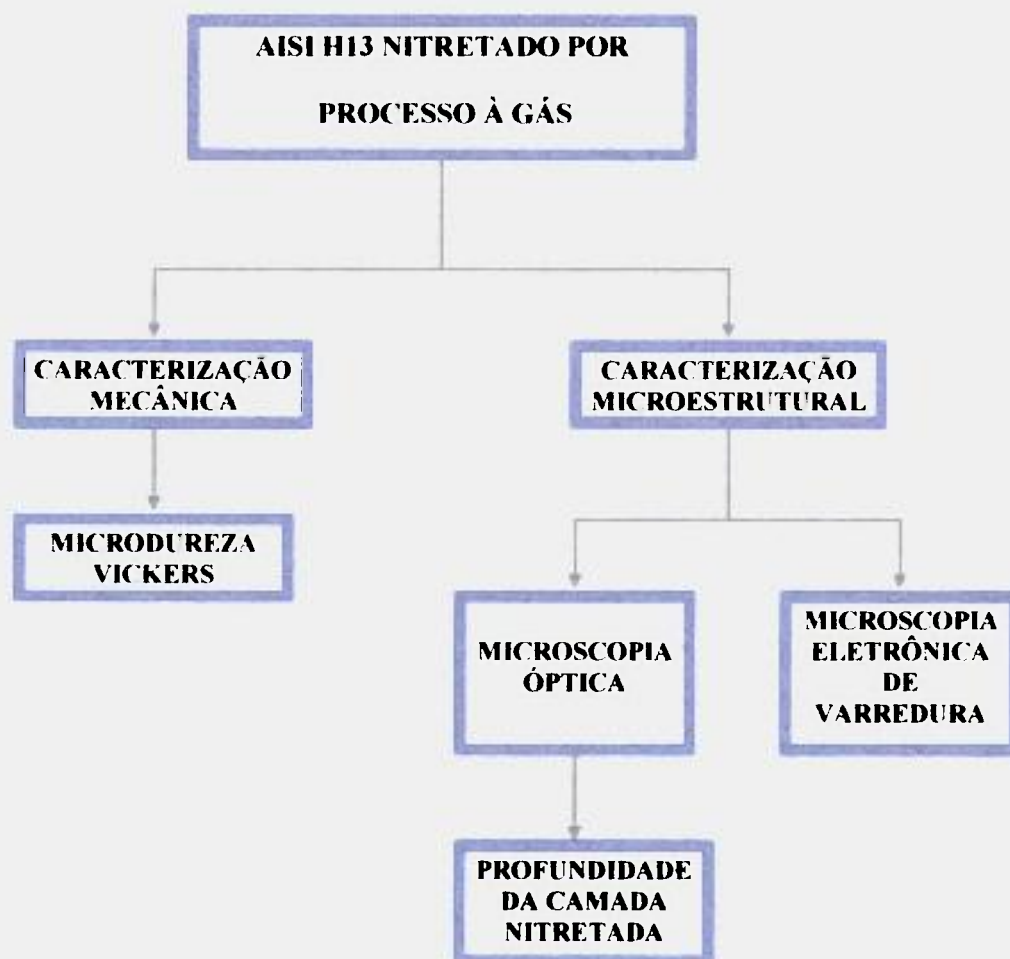 AISI H13 NITRETADO POR
PROCESSO À GÁS
CARACTERIZAÇÃO
MECÂNICA
CARACTERIZAÇÃO
MICROESTRUTURAL
MICRODUREZA
VICKERS
MICROSCOPIA
ÓPTICA
MICROSCOPIA
ELETRÔNICA
DE
VARREDURA
PROFUNDIDADE
DA CAMADA
NITRETADA